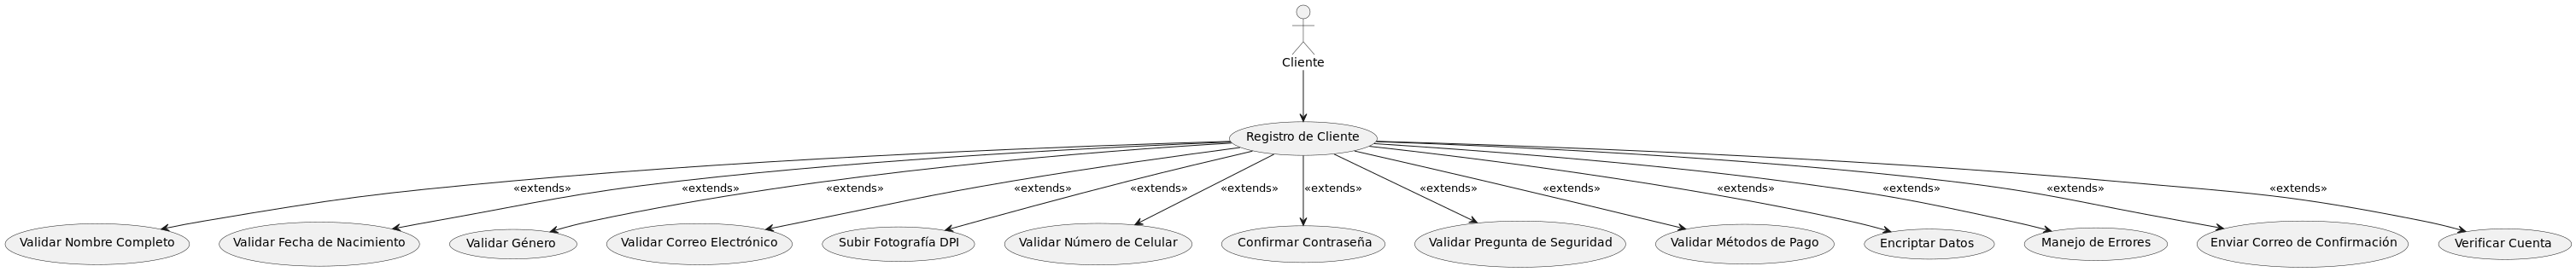 Cliente
Registro de Cliente
«extends»
«extends»
«extends»
«extends»
«extends»
«extends»
«extends»
«extends»
«extends»
«extends»
«extends»
«extends»
«extends»
Validar Nombre Completo
Validar Fecha de Nacimiento
Validar Género
Validar Correo Electrónico
Subir Fotografía DPI
Validar Número de Celular
Confirmar Contraseña
Validar Pregunta de Seguridad
Validar Métodos de Pago
Encriptar Datos
Manejo de Errores
Enviar Correo de Confirmación
Verificar Cuenta